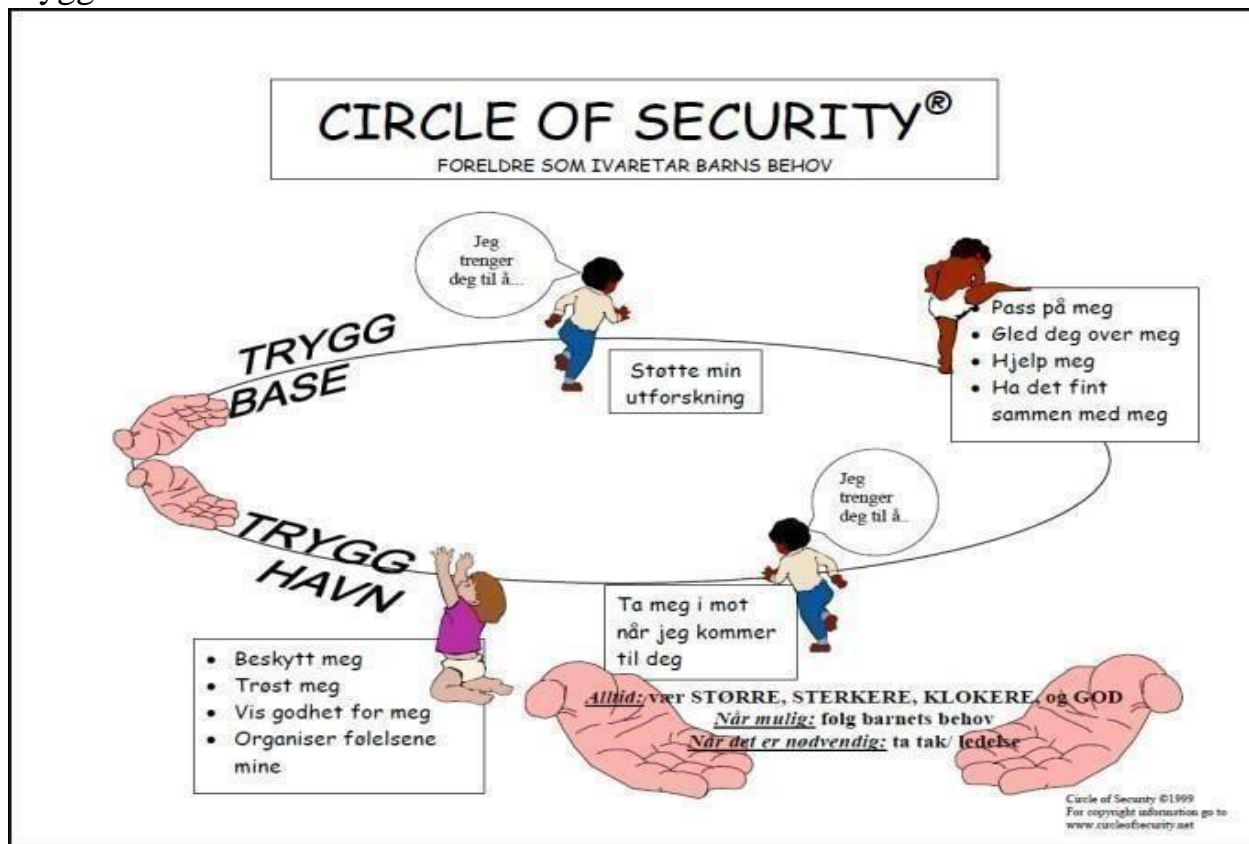 CIRCLE OF SECURITY®
FORELDRE SOM IVARETAR BARNS BEHOV
Jeg
trenger
deg til å...
TRYGG
BASE
Støtte min
utforskning
• Pass på meg
• Gled deg over meg
• Hjelp meg
• Ha det fint
sammen med meg
Jeg
trenger
deg til å..
TRYGG
HAVN
Ta meg i mot
når jeg kommer
til deg
• Beskytt meg
• Trøst meg
• Vis godhet for meg
• Organiser følelsene
mine
Alltid: vær STØRRE, STERKERE, KLOKERE, og GOD
Når mulig: følg barnets behov
Når det er nødvendig: ta tak/ ledelse
Circle of Security ©1999
For copyright information go to
www.circleofsecurity.net